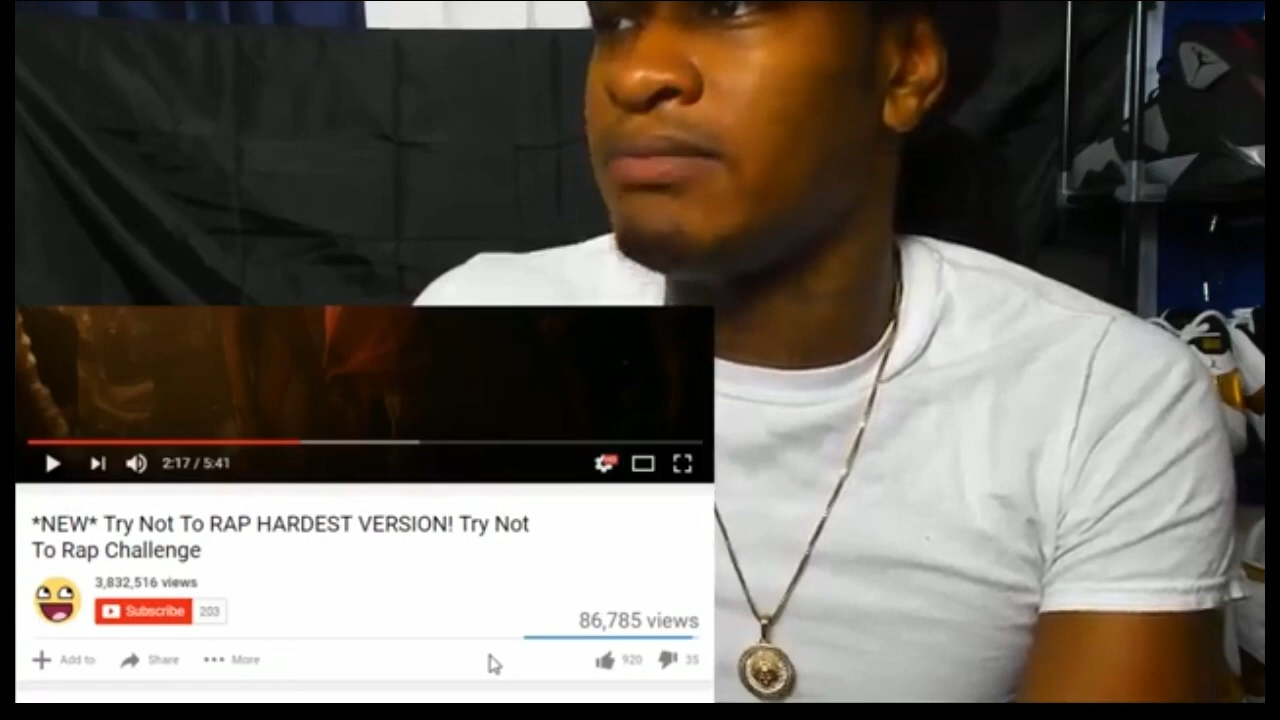 2:17 / 5:41
HD
*NEW* Try Not To RAP HARDEST VERSION! Try Not
To Rap Challenge
3,832,516 views
Subscribe 203
86,785 views
Add to Share More
920 35